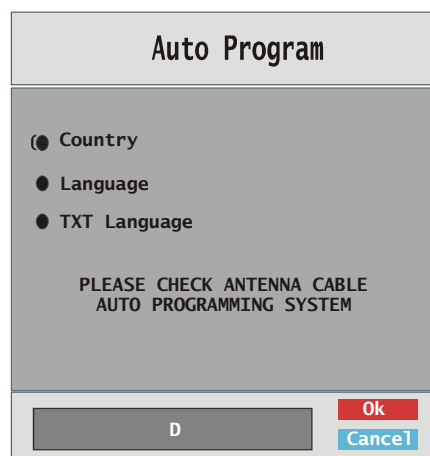 Auto Program
Country
Language
TXT Language
PLEASE CHECK ANTENNA CABLE
AUTO PROGRAMMING SYSTEM
D
Ok
Cancel